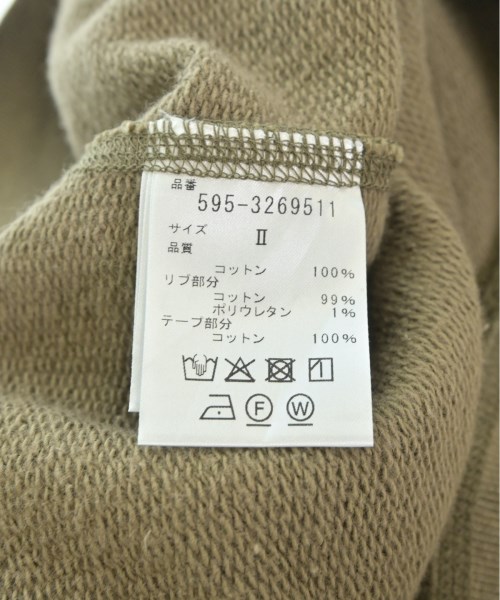 品番
595-3269511
サイズ Ⅱ
品質
コットン 100%
リブ部分
コットン 99%
ポリウレタン 1%
テープ部分
コットン 100%
F W